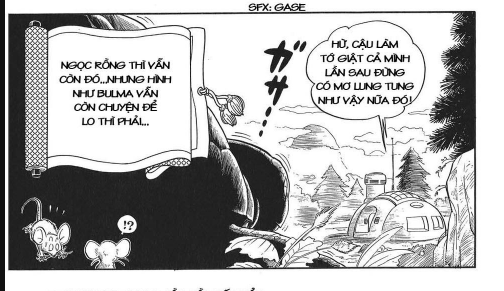 SFX: GASE
NGỌC RỒNG THÌ VẪN
CÒN ĐÓ,,,NHƯNG HÌNH
NHƯ BULMA VẪN
CÒN CHUYỆN ĐỂ
LO THÌ PHẢI,,,
ガサ…
HỪ, CẬU LÀM
TỚ GIẬT CẢ MÌNH
LẦN SAU ĐỪNG
CÓ MƠ LUNG TUNG
NHƯ VẬY NỮA ĐÓ!
!?